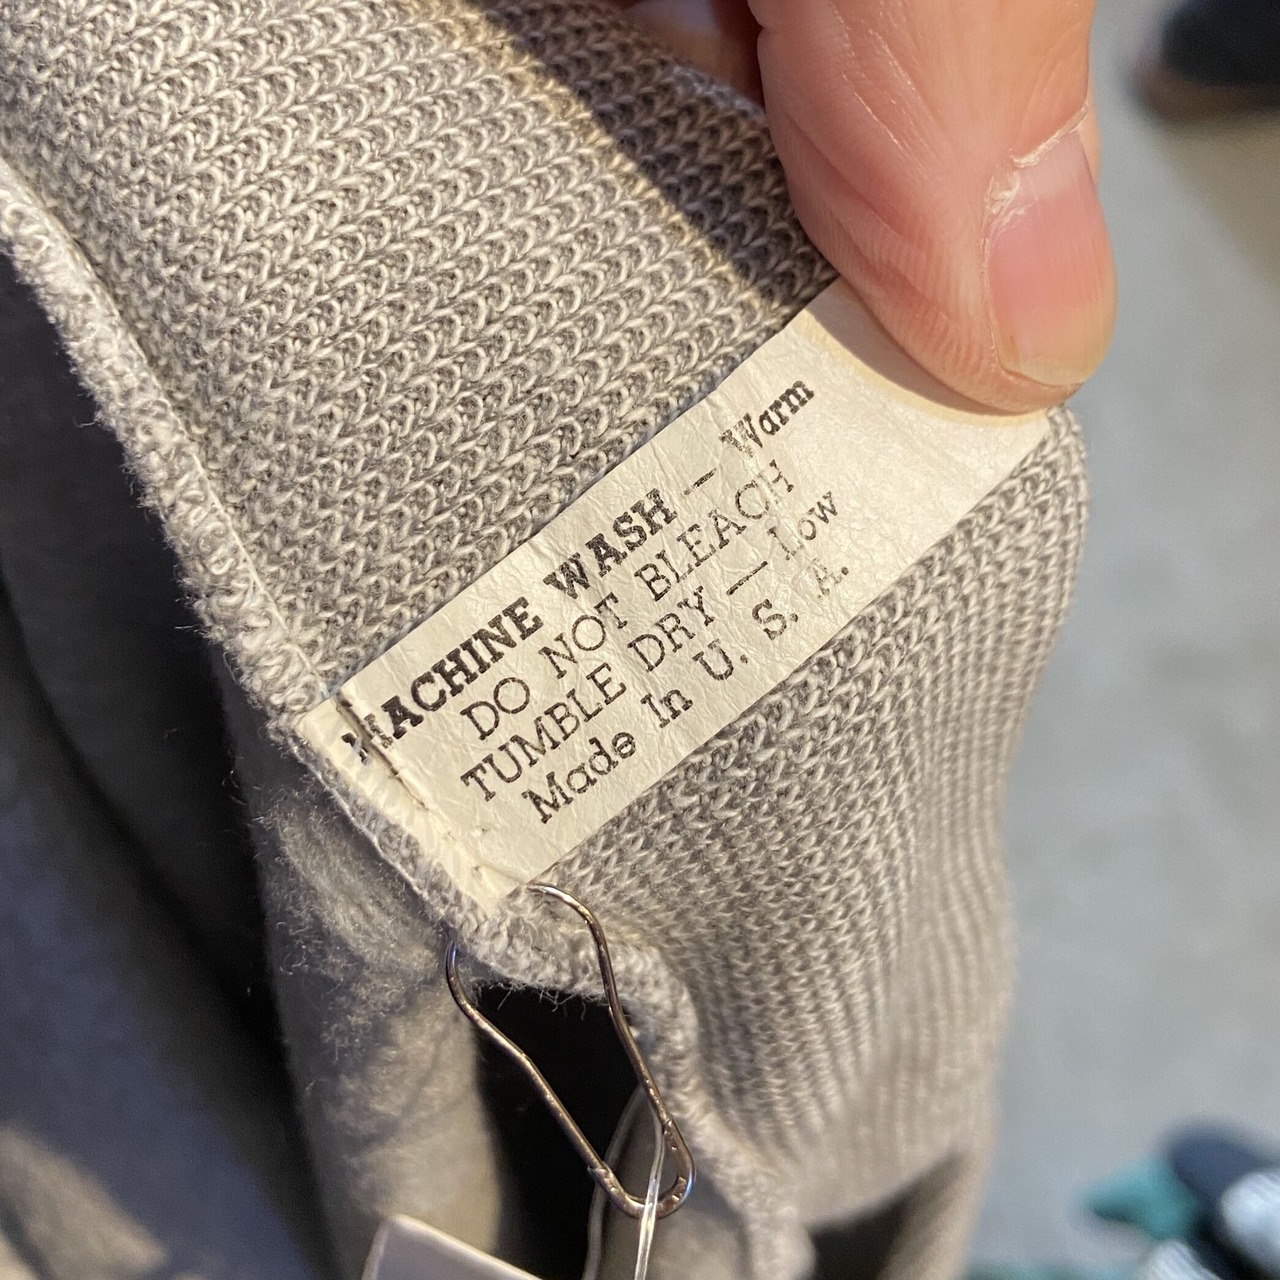 MACHINE WASH — Warm
DO NOT BLEACH
TUMBLE DRY — Low
Made In U. S. A.